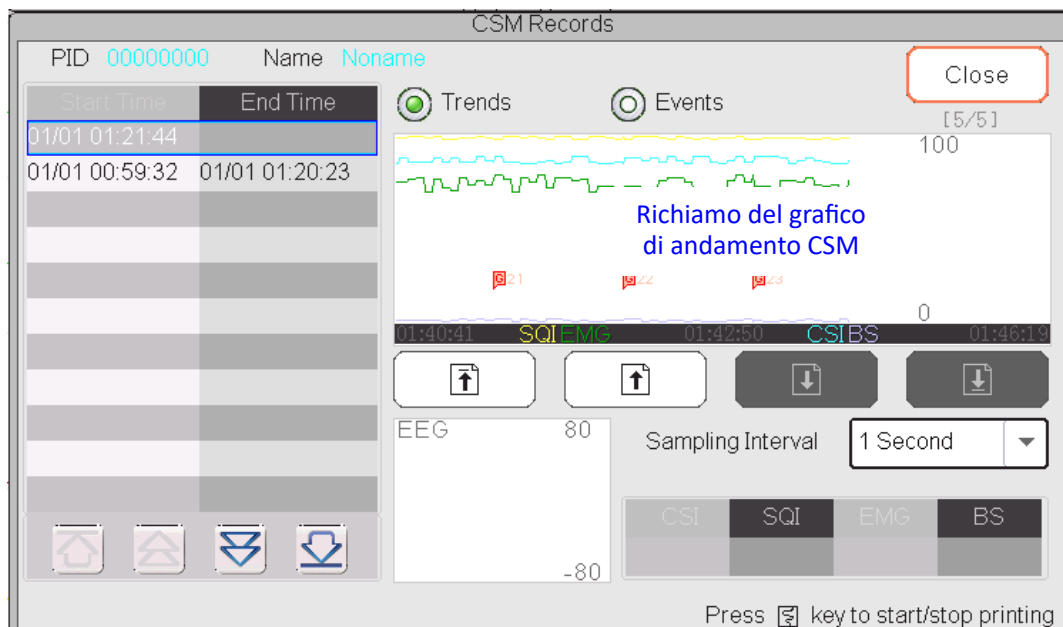 CSM Records
PID 00000000 Name Noname
Close
Start Time End Time
Trends Events
[5/5]
01/01 01:21:44
01/01 00:59:32 01/01 01:20:23
100
Richiamo del grafico
di andamento CSM
G 21 G 22 G 23
0
01:40:41 SQI EMG 01:42:50 CSI BS 01:46:19
EEG 80
Sampling Interval 1 Second
CSI SQI EMG BS
-80
Press key to start/stop printing